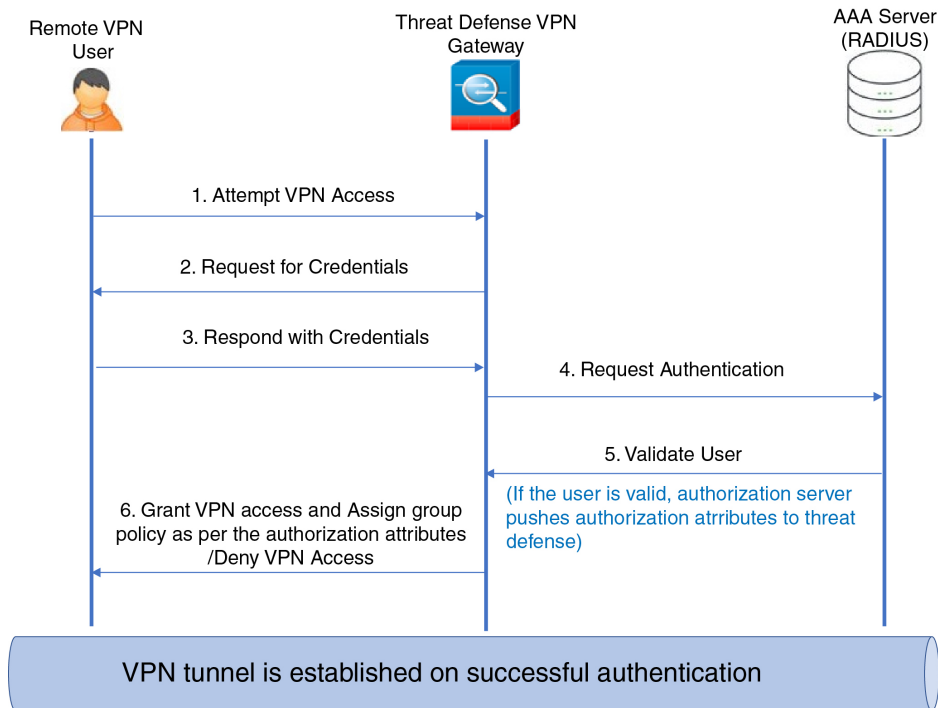 Remote VPN
User
Threat Defense VPN
Gateway
AAA Server
(RADIUS)
1. Attempt VPN Access
2. Request for Credentials
3. Respond with Credentials
4. Request Authentication
5. Validate User
(If the user is valid, authorization server
pushes authorization atrributes to threat
defense)
6. Grant VPN access and Assign group
policy as per the authorization attributes
/Deny VPN Access
VPN tunnel is established on successful authentication